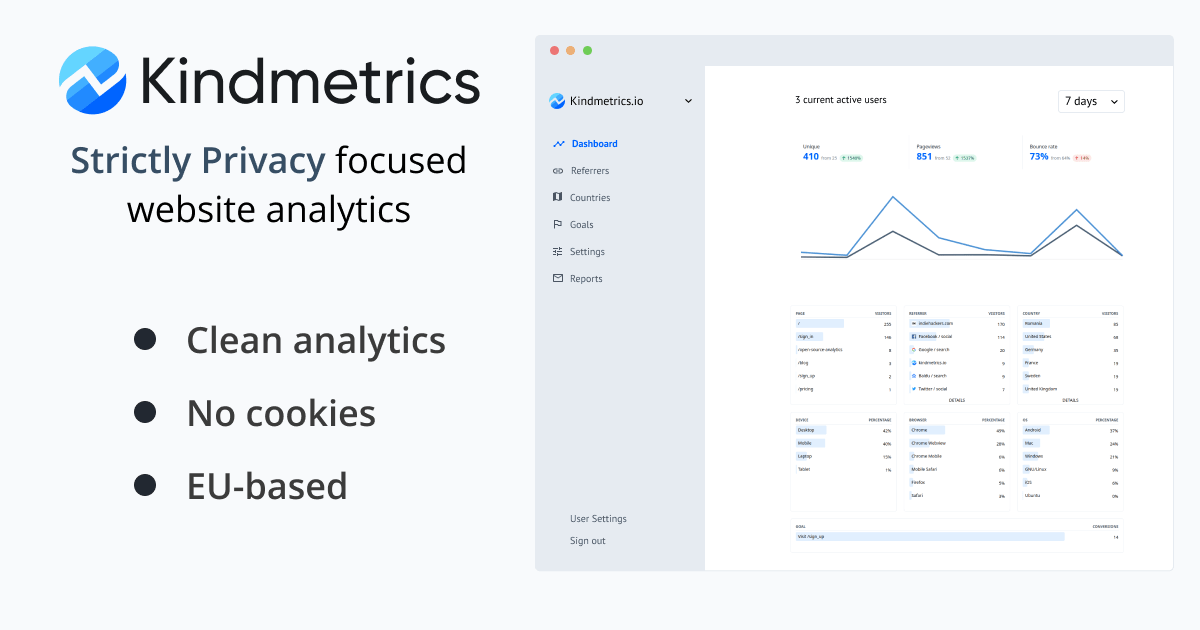 Kindmetrics
Strictly Privacy focused
website analytics
Clean analytics
No cookies
EU-based
Kindmetrics.io
Dashboard
Referrers
Countries
Goals
Settings
Reports
User Settings
Sign out
3 current active users
7 days
Unique
410 from 25 ↑ 1540%
Pageviews
851 from 52 ↑ 1537%
Bounce rate
73% from 64% ↑ 14%
PAGE VISITORS
/ 255
/sign_in 146
/open-source-analytics 8
/blog 3
/sign_up 2
/pricing 1
REFERRER VISITORS
indiehackers.com 170
Facebook / social 114
Google / search 20
kindmetrics.io 9
Baidu / search 9
Twitter / social 7
DETAILS
COUNTRY VISITORS
Romania 85
United States 68
Germany 35
France 19
Sweden 19
United Kingdom 19
DETAILS
DEVICE PERCENTAGE
Desktop 42%
Mobile 40%
Laptop 15%
Tablet 1%
BROWSER PERCENTAGE
Chrome 49%
Chrome Webview 28%
Chrome Mobile 6%
Mobile Safari 6%
Firefox 5%
Safari 3%
OS PERCENTAGE
Android 37%
Mac 24%
Windows 21%
GNU/Linux 9%
iOS 6%
Ubuntu 0%
GOAL CONVERSIONS
Visit /sign_up 14